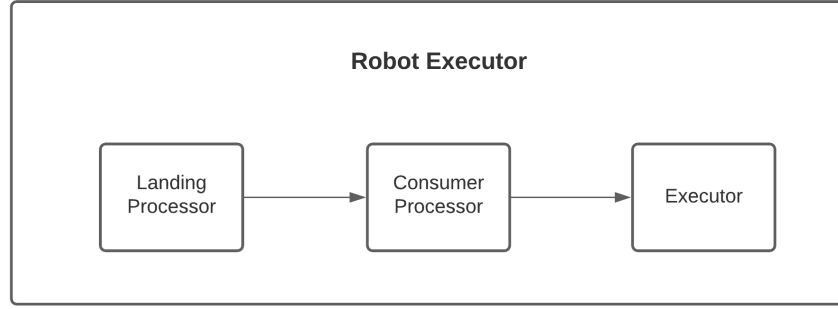 Robot Executor
Landing
Processor
Consumer
Processor
Executor